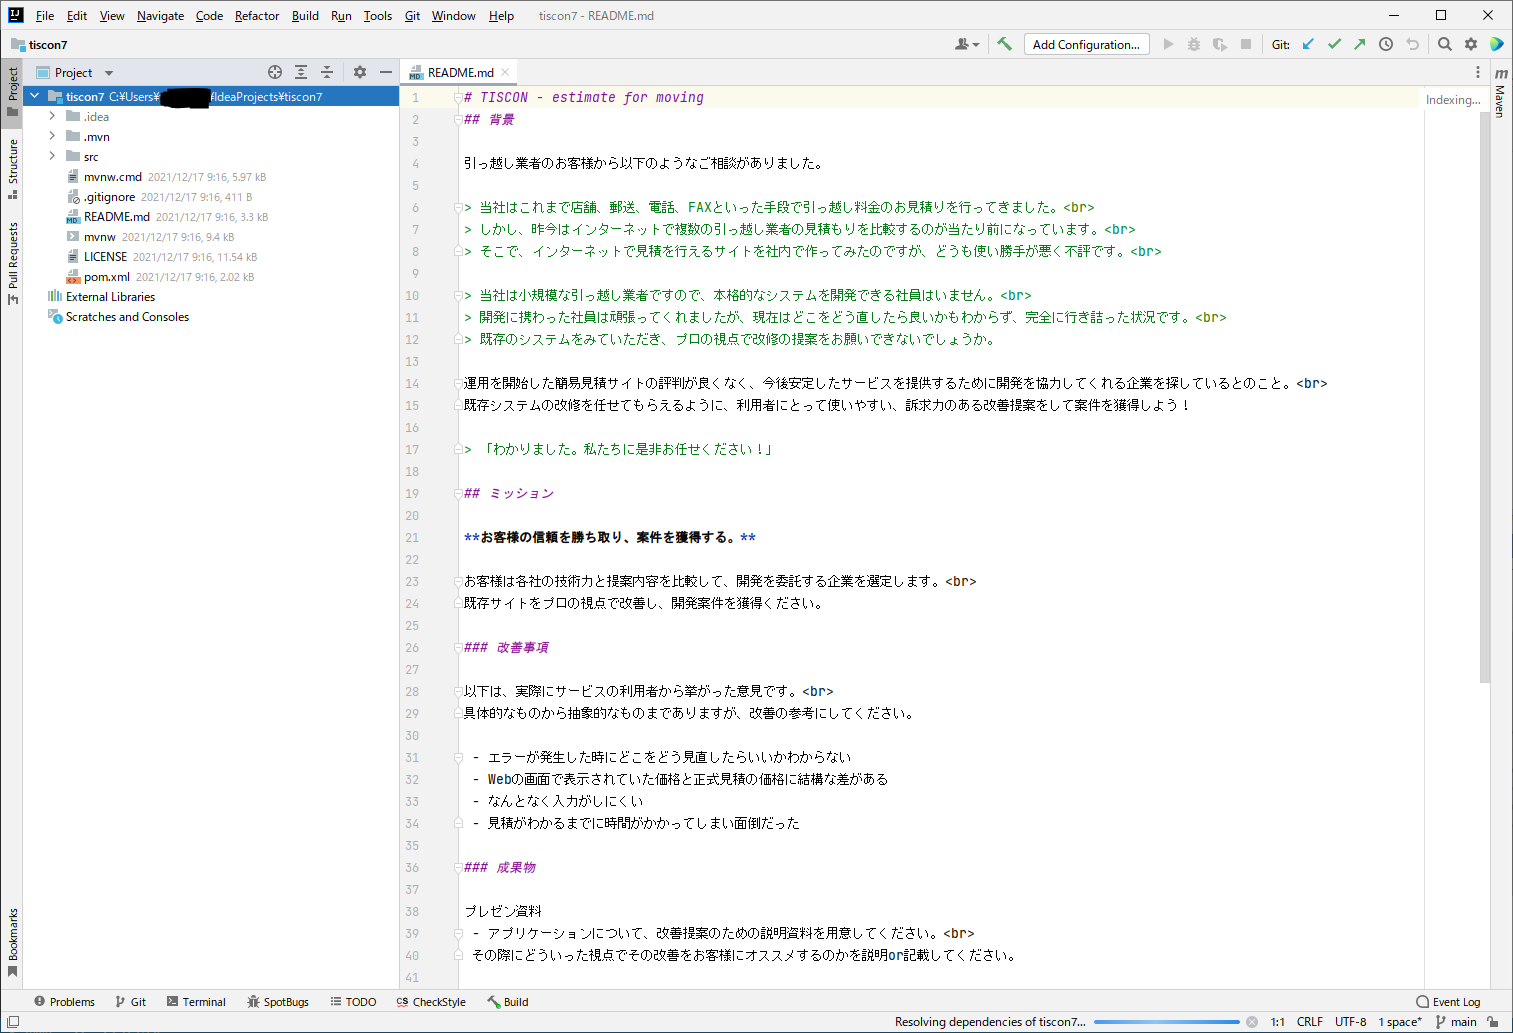 File Edit View Navigate Code Refactor Build Run Tools Git Window Help tiscon7 - README.md
tiscon7
Add Configuration...
Git:
Project
README.md
Project
Structure
Pull Requests
Bookmarks
tiscon7 C:¥Users¥ ¥IdeaProjects¥tiscon7
.idea
.mvn
src
mvnw.cmd 2021/12/17 9:16, 5.97 kB
.gitignore 2021/12/17 9:16, 411 B
README.md 2021/12/17 9:16, 3.3 kB
mvnw 2021/12/17 9:16, 9.4 kB
LICENSE 2021/12/17 9:16, 11.54 kB
pom.xml 2021/12/17 9:16, 2.02 kB
External Libraries
Scratches and Consoles
1 # TISCON - estimate for moving
2 ## 背景
3
4 引っ越し業者のお客様から以下のようなご相談がありました。
5
6 > 当社はこれまで店舗、郵送、電話、FAXといった手段で引っ越し料金のお見積りを行ってきました。<br>
7 > しかし、昨今はインターネットで複数の引っ越し業者の見積もりを比較するのが当たり前になっています。<br>
8 > そこで、インターネットで見積を行えるサイトを社内で作ってみたのですが、どうも使い勝手が悪く不評です。<br>
9
10 > 当社は小規模な引っ越し業者ですので、本格的なシステムを開発できる社員はいません。<br>
11 > 開発に携わった社員は頑張ってくれましたが、現在はどこをどう直したら良いかもわからず、完全に行き詰った状況です。<br>
12 > 既存のシステムをみていただき、プロの視点で改修の提案をお願いできないでしょうか。
13
14 運用を開始した簡易見積サイトの評判が良くなく、今後安定したサービスを提供するために開発を協力してくれる企業を探しているとのこと。<br>
15 既存システムの改修を任せてもらえるように、利用者にとって使いやすい、訴求力のある改善提案をして案件を獲得しよう！
16
17 > 「わかりました。私たちに是非お任せください！」
18
19 ## ミッション
20
21 **お客様の信頼を勝ち取り、案件を獲得する。**
22
23 お客様は各社の技術力と提案内容を比較して、開発を委託する企業を選定します。<br>
24 既存サイトをプロの視点で改善し、開発案件を獲得ください。
25
26 ### 改善事項
27
28 以下は、実際にサービスの利用者から挙がった意見です。<br>
29 具体的なものから抽象的なものまでありますが、改善の参考にしてください。
30
31 - エラーが発生した時にどこをどう見直したらいいかわからない
32 - Webの画面で表示されていた価格と正式見積の価格に結構な差がある
33 - なんとなく入力がしにくい
34 - 見積がわかるまでに時間がかかってしまい面倒だった
35
36 ### 成果物
37
38 プレゼン資料
39 - アプリケーションについて、改善提案のための説明資料を用意してください。<br>
40 その際にどういった視点でその改善をお客様にオススメするのかを説明or記載してください。
41
Indexing...
m Maven
Problems Git Terminal SpotBugs TODO CheckStyle Build Event Log
Resolving dependencies of tiscon7... 1:1 CRLF UTF-8 1 space* main